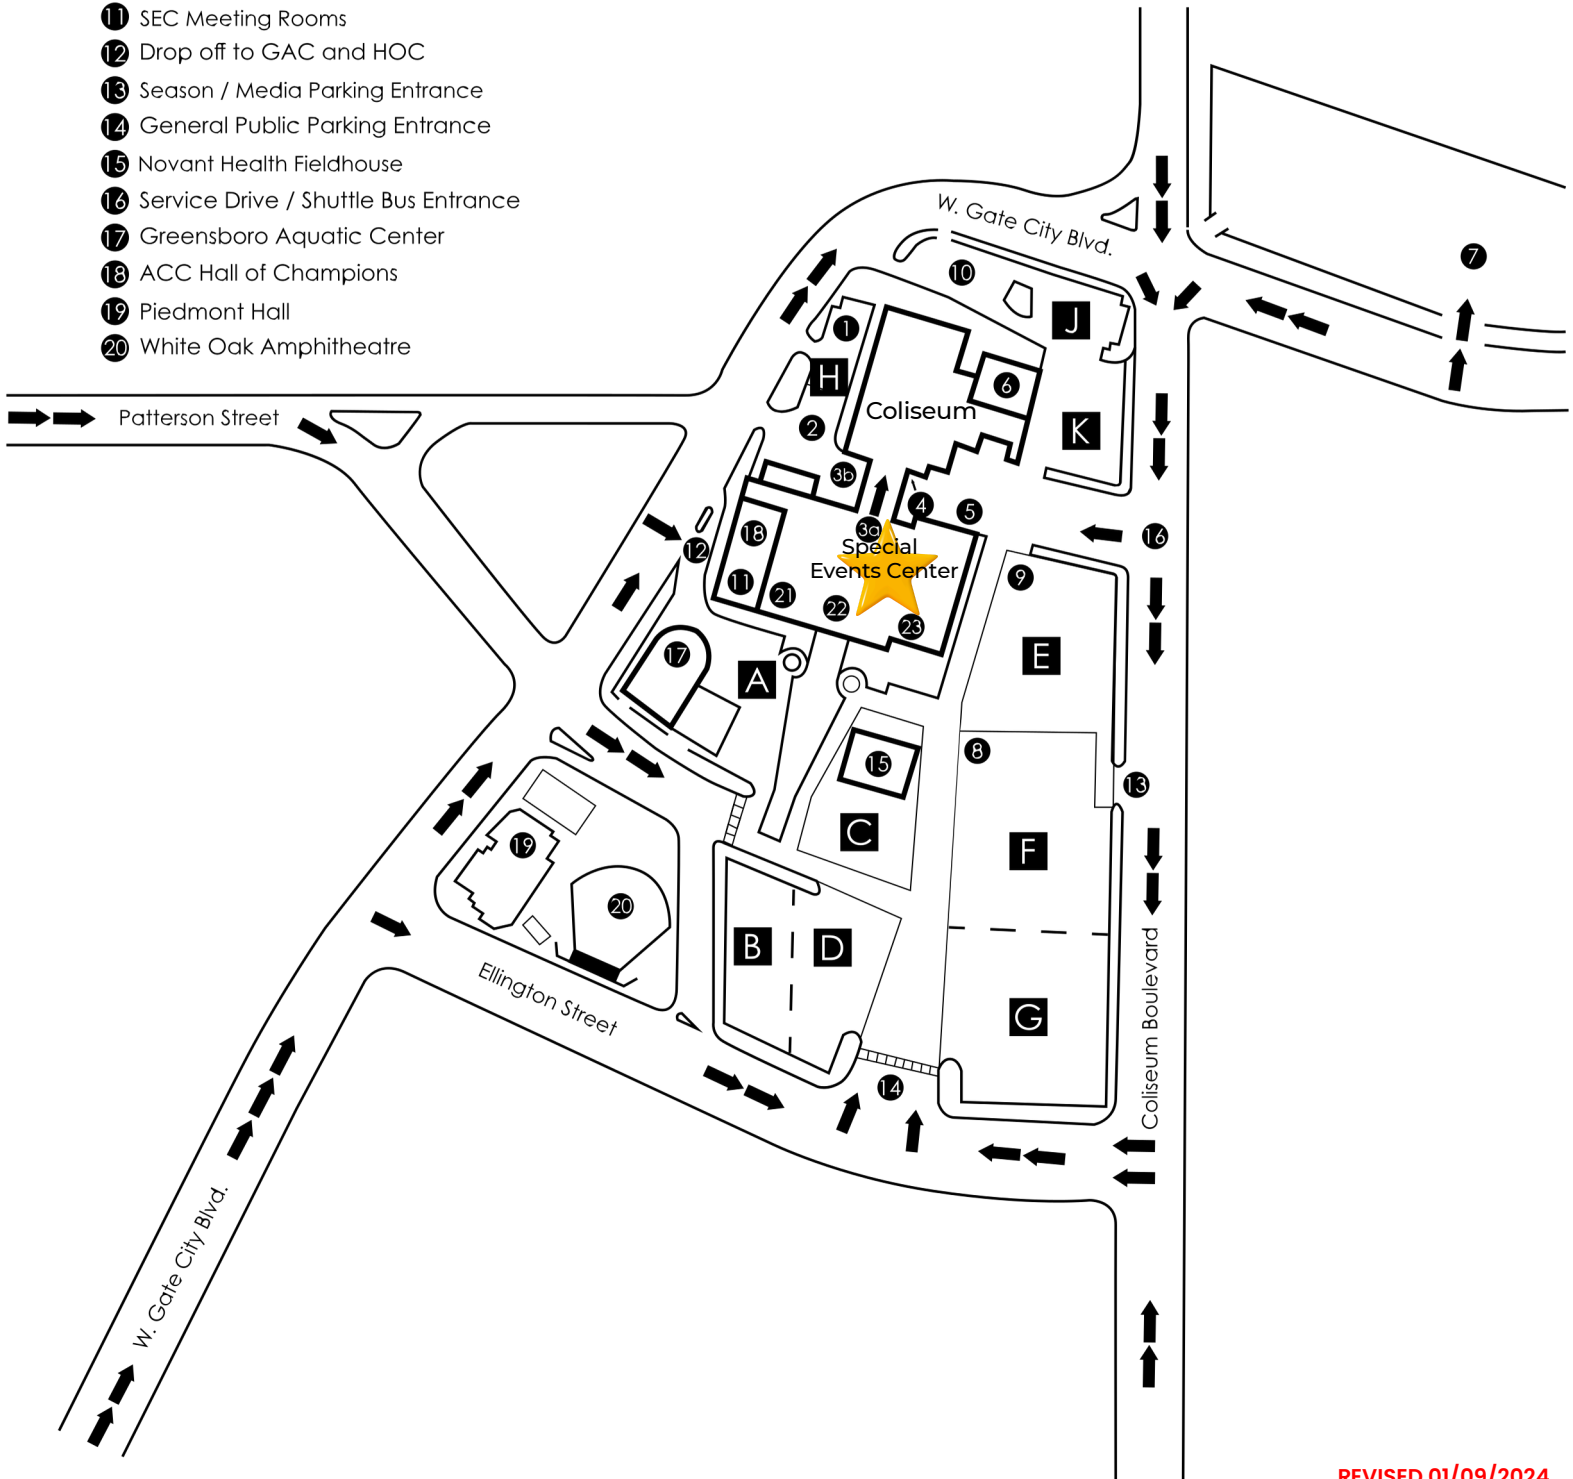 11 SEC Meeting Rooms
12 Drop off to GAC and HOC
13 Season / Media Parking Entrance
14 General Public Parking Entrance
15 Novant Health Fieldhouse
16 Service Drive / Shuttle Bus Entrance
17 Greensboro Aquatic Center
18 ACC Hall of Champions
19 Piedmont Hall
20 White Oak Amphitheatre
W. Gate City Blvd.
7
10
J
1
H
6
Coliseum
K
Patterson Street
2
3b
4
5
3a
16
18
12
Special
Events Center
11
21
22
23
9
E
17
A
8
15
13
C
F
19
20
B
D
Ellington Street
G
Coliseum Boulevard
14
W. Gate City Blvd.
REVISED 01/09/2024